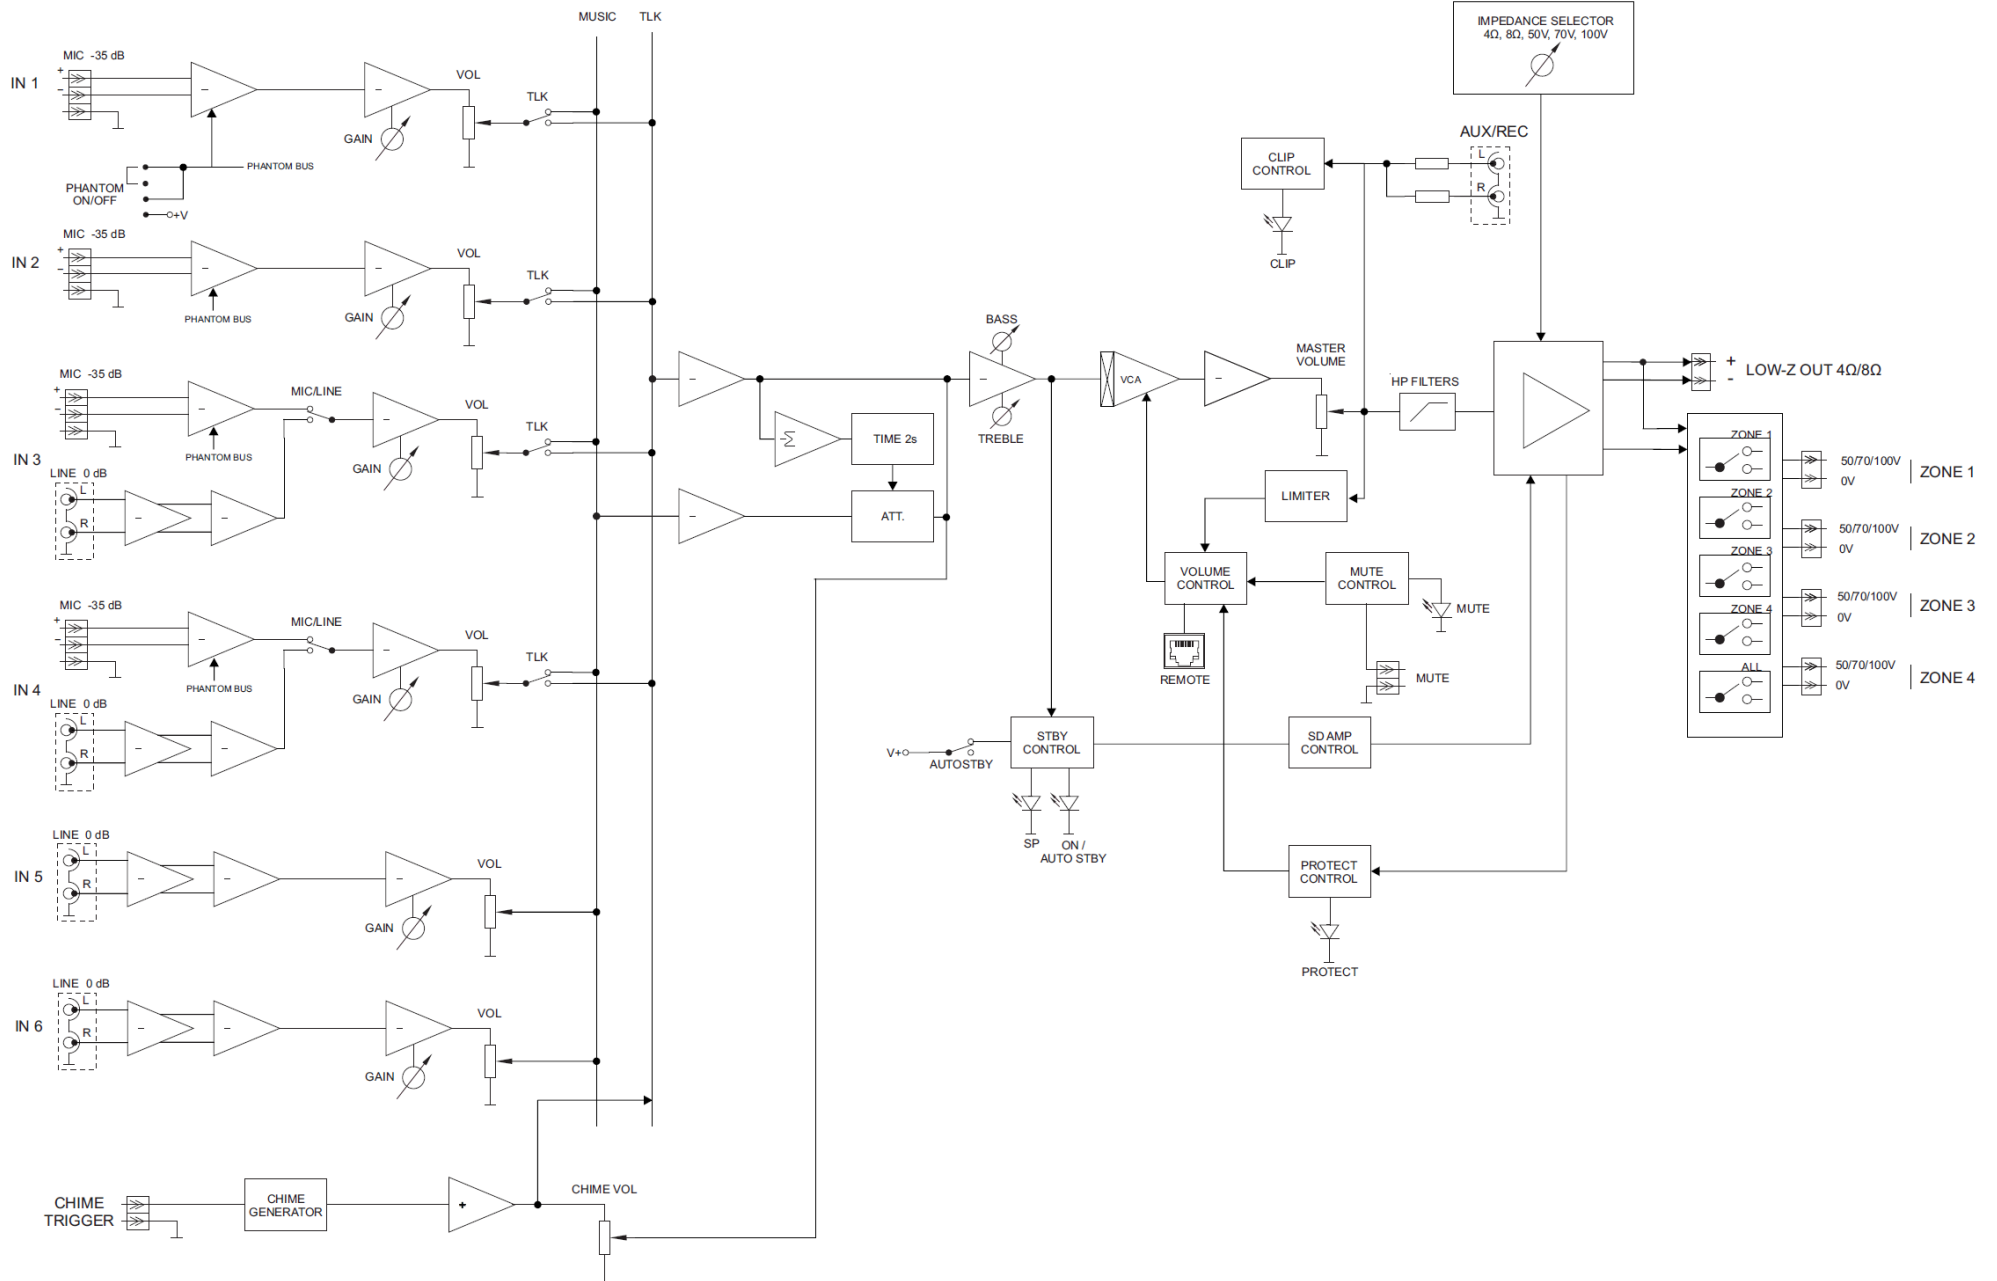 MUSIC TLK
IMPEDANCE SELECTOR
4Ω, 8Ω, 50V, 70V, 100V
IN 1
MIC -35 dB
+
-
GAIN
VOL
TLK
PHANTOM BUS
PHANTOM
ON/OFF
+V
IN 2
MIC -35 dB
+
-
PHANTOM BUS
GAIN
VOL
TLK
IN 3
MIC -35 dB
+
-
PHANTOM BUS
MIC/LINE
LINE 0 dB
L
R
GAIN
VOL
TLK
IN 4
MIC -35 dB
+
-
PHANTOM BUS
MIC/LINE
LINE 0 dB
L
R
GAIN
VOL
TLK
IN 5
LINE 0 dB
L
R
GAIN
VOL
IN 6
LINE 0 dB
L
R
GAIN
VOL
CHIME
TRIGGER
CHIME
GENERATOR
+
CHIME VOL
Σ
TIME 2s
ATT.
BASS
TREBLE
VCA
MASTER
VOLUME
HP FILTERS
CLIP
CONTROL
CLIP
AUX/REC
L
R
LIMITER
VOLUME
CONTROL
REMOTE
MUTE
CONTROL
MUTE
MUTE
V+
AUTOSTBY
STBY
CONTROL
SP
ON /
AUTO STBY
SD AMP
CONTROL
PROTECT
CONTROL
PROTECT
+
-
LOW-Z OUT 4Ω/8Ω
ZONE 1
ZONE 2
ZONE 3
ZONE 4
ALL
50/70/100V
0V
ZONE 1
50/70/100V
0V
ZONE 2
50/70/100V
0V
ZONE 3
50/70/100V
0V
ZONE 4